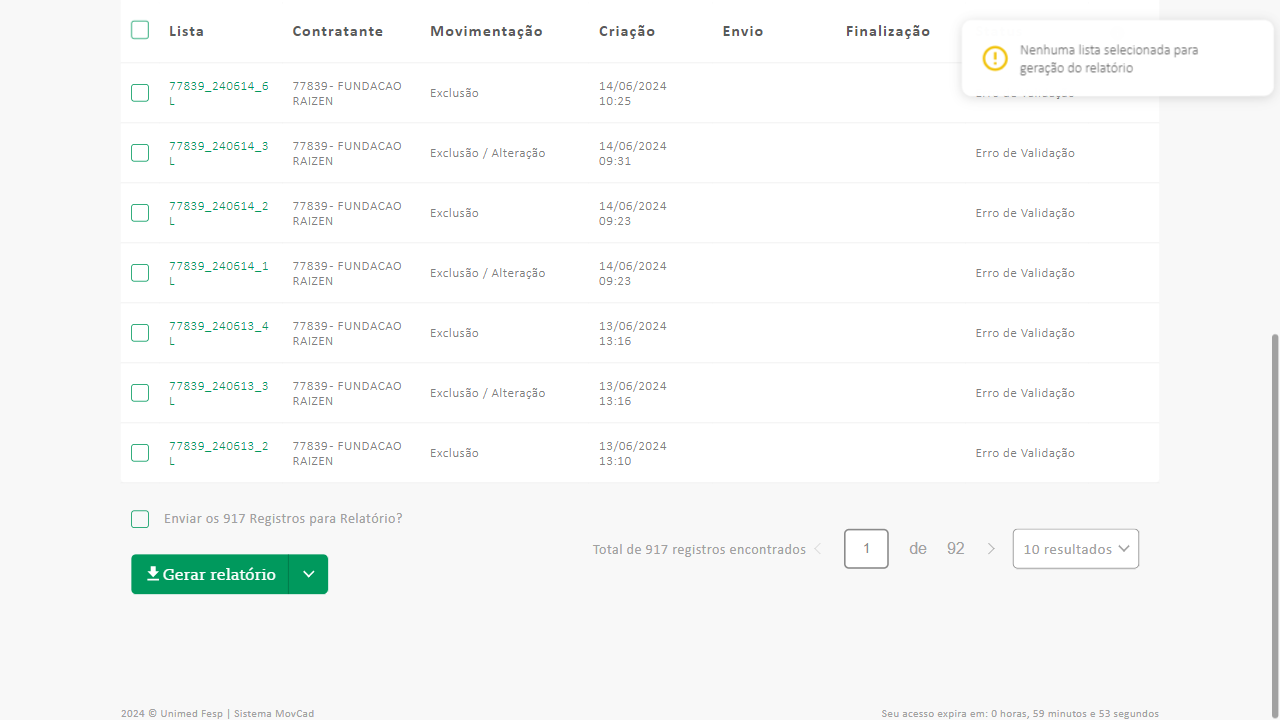 Lista Contratante Movimentação Criação Envio Finalização
Nenhuma lista selecionada para
geração do relatório
77839_240614_6 77839- FUNDACAO Exclusão 14/06/2024 Erro de Validação
L RAIZEN 10:25
77839_240614_3 77839- FUNDACAO Exclusão / Alteração 14/06/2024 Erro de Validação
L RAIZEN 09:31
77839_240614_2 77839- FUNDACAO Exclusão 14/06/2024 Erro de Validação
L RAIZEN 09:23
77839_240614_1 77839- FUNDACAO Exclusão / Alteração 14/06/2024 Erro de Validação
L RAIZEN 09:23
77839_240613_4 77839- FUNDACAO Exclusão 13/06/2024 Erro de Validação
L RAIZEN 13:16
77839_240613_3 77839- FUNDACAO Exclusão / Alteração 13/06/2024 Erro de Validação
L RAIZEN 13:16
77839_240613_2 77839- FUNDACAO Exclusão 13/06/2024 Erro de Validação
L RAIZEN 13:10
Enviar os 917 Registros para Relatório?
Total de 917 registros encontrados 1 de 92 10 resultados
Gerar relatório
2024 © Unimed Fesp | Sistema MovCad Seu acesso expira em: 0 horas, 59 minutos e 53 segundos